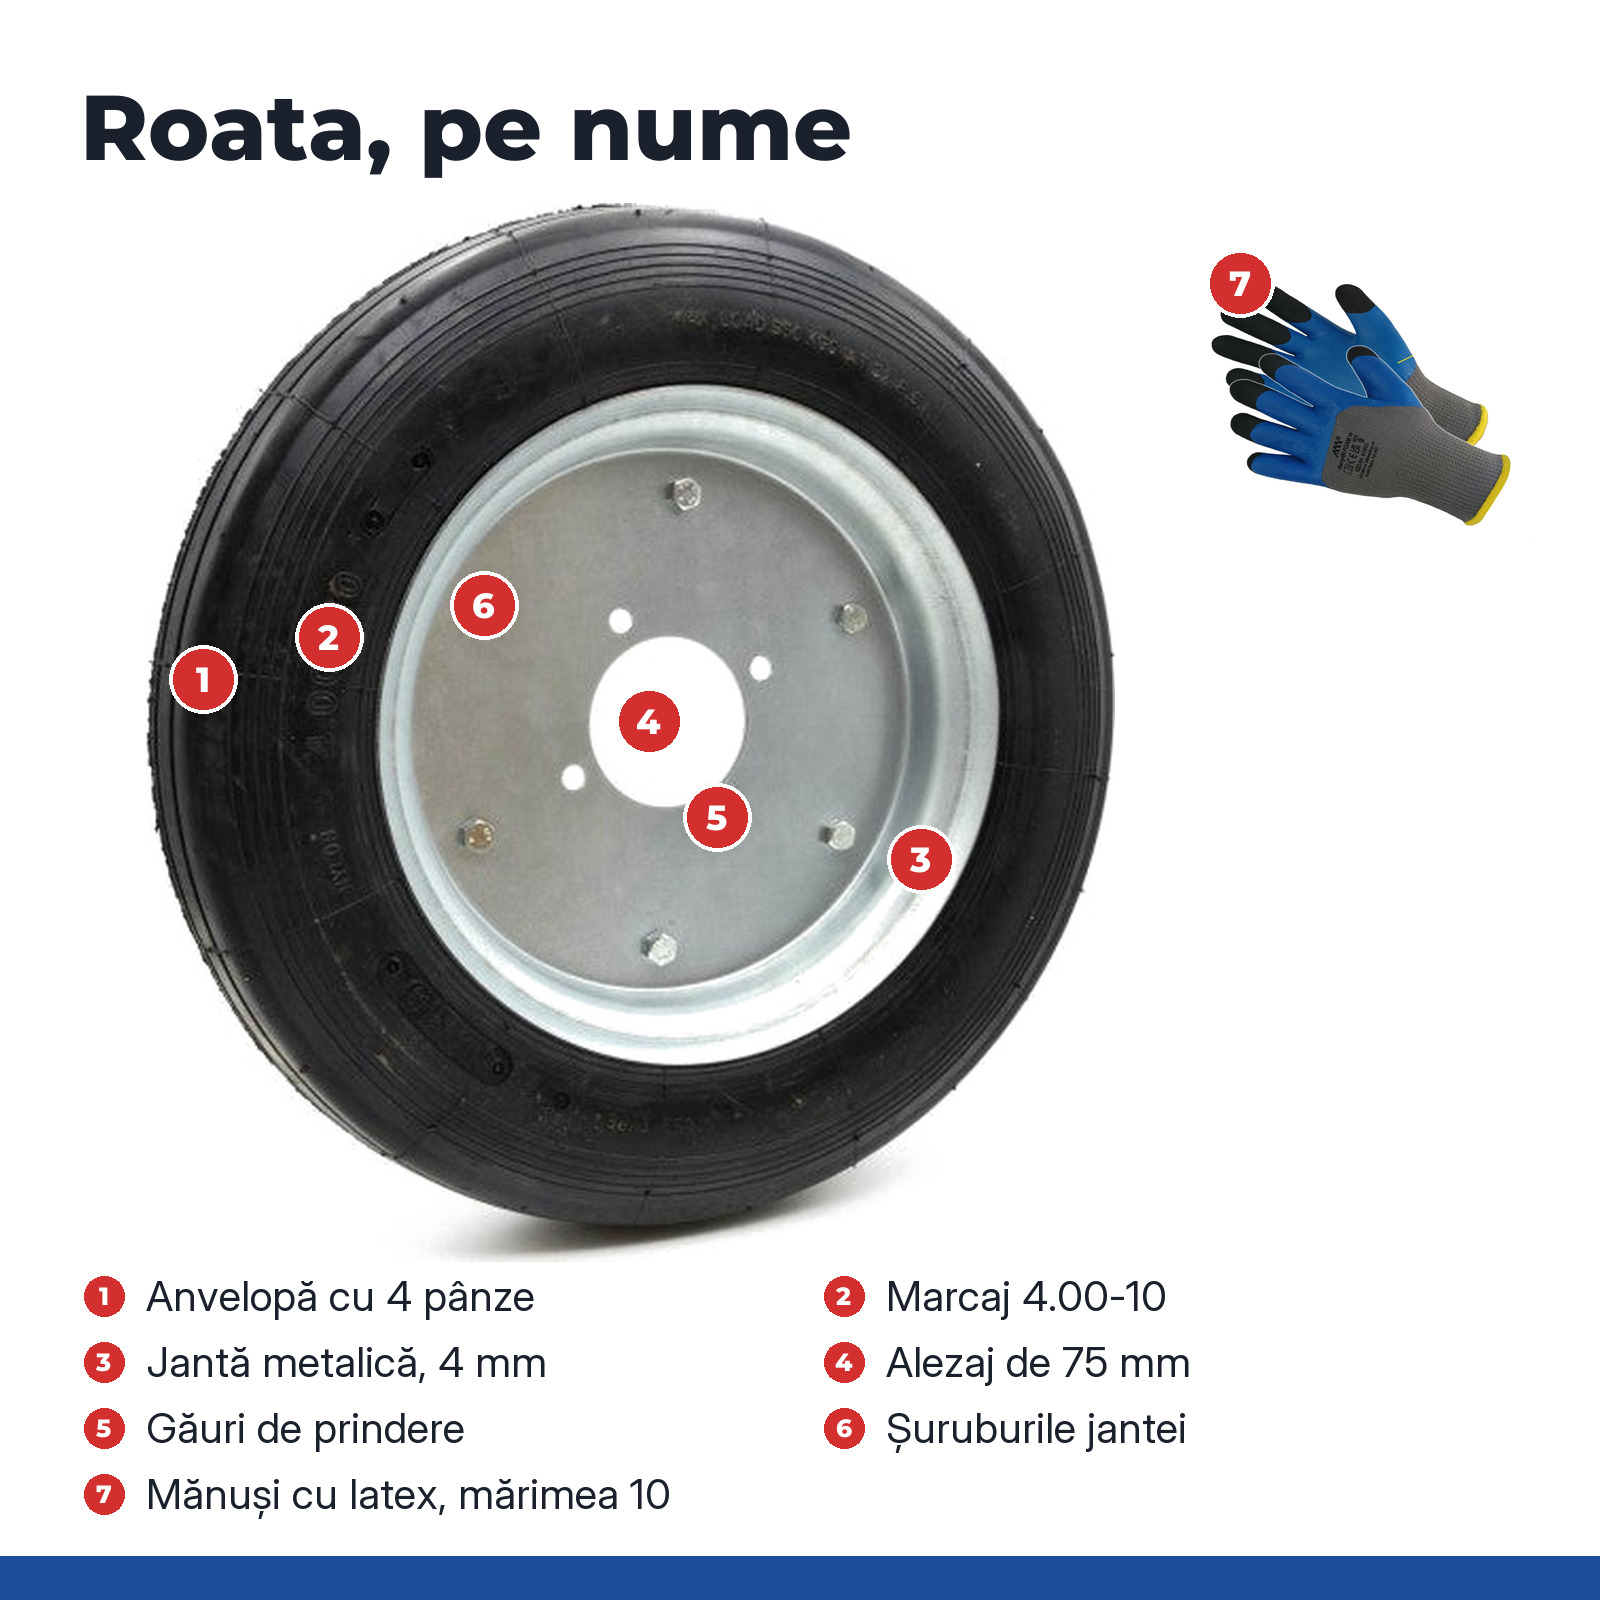 Roata, pe nume
7
6
2
1
4
5
3
1 Anvelopă cu 4 pânze
2 Marcaj 4.00-10
3 Jantă metalică, 4 mm
4 Alezaj de 75 mm
5 Găuri de prindere
6 Șuruburile jantei
7 Mănuși cu latex, mărimea 10